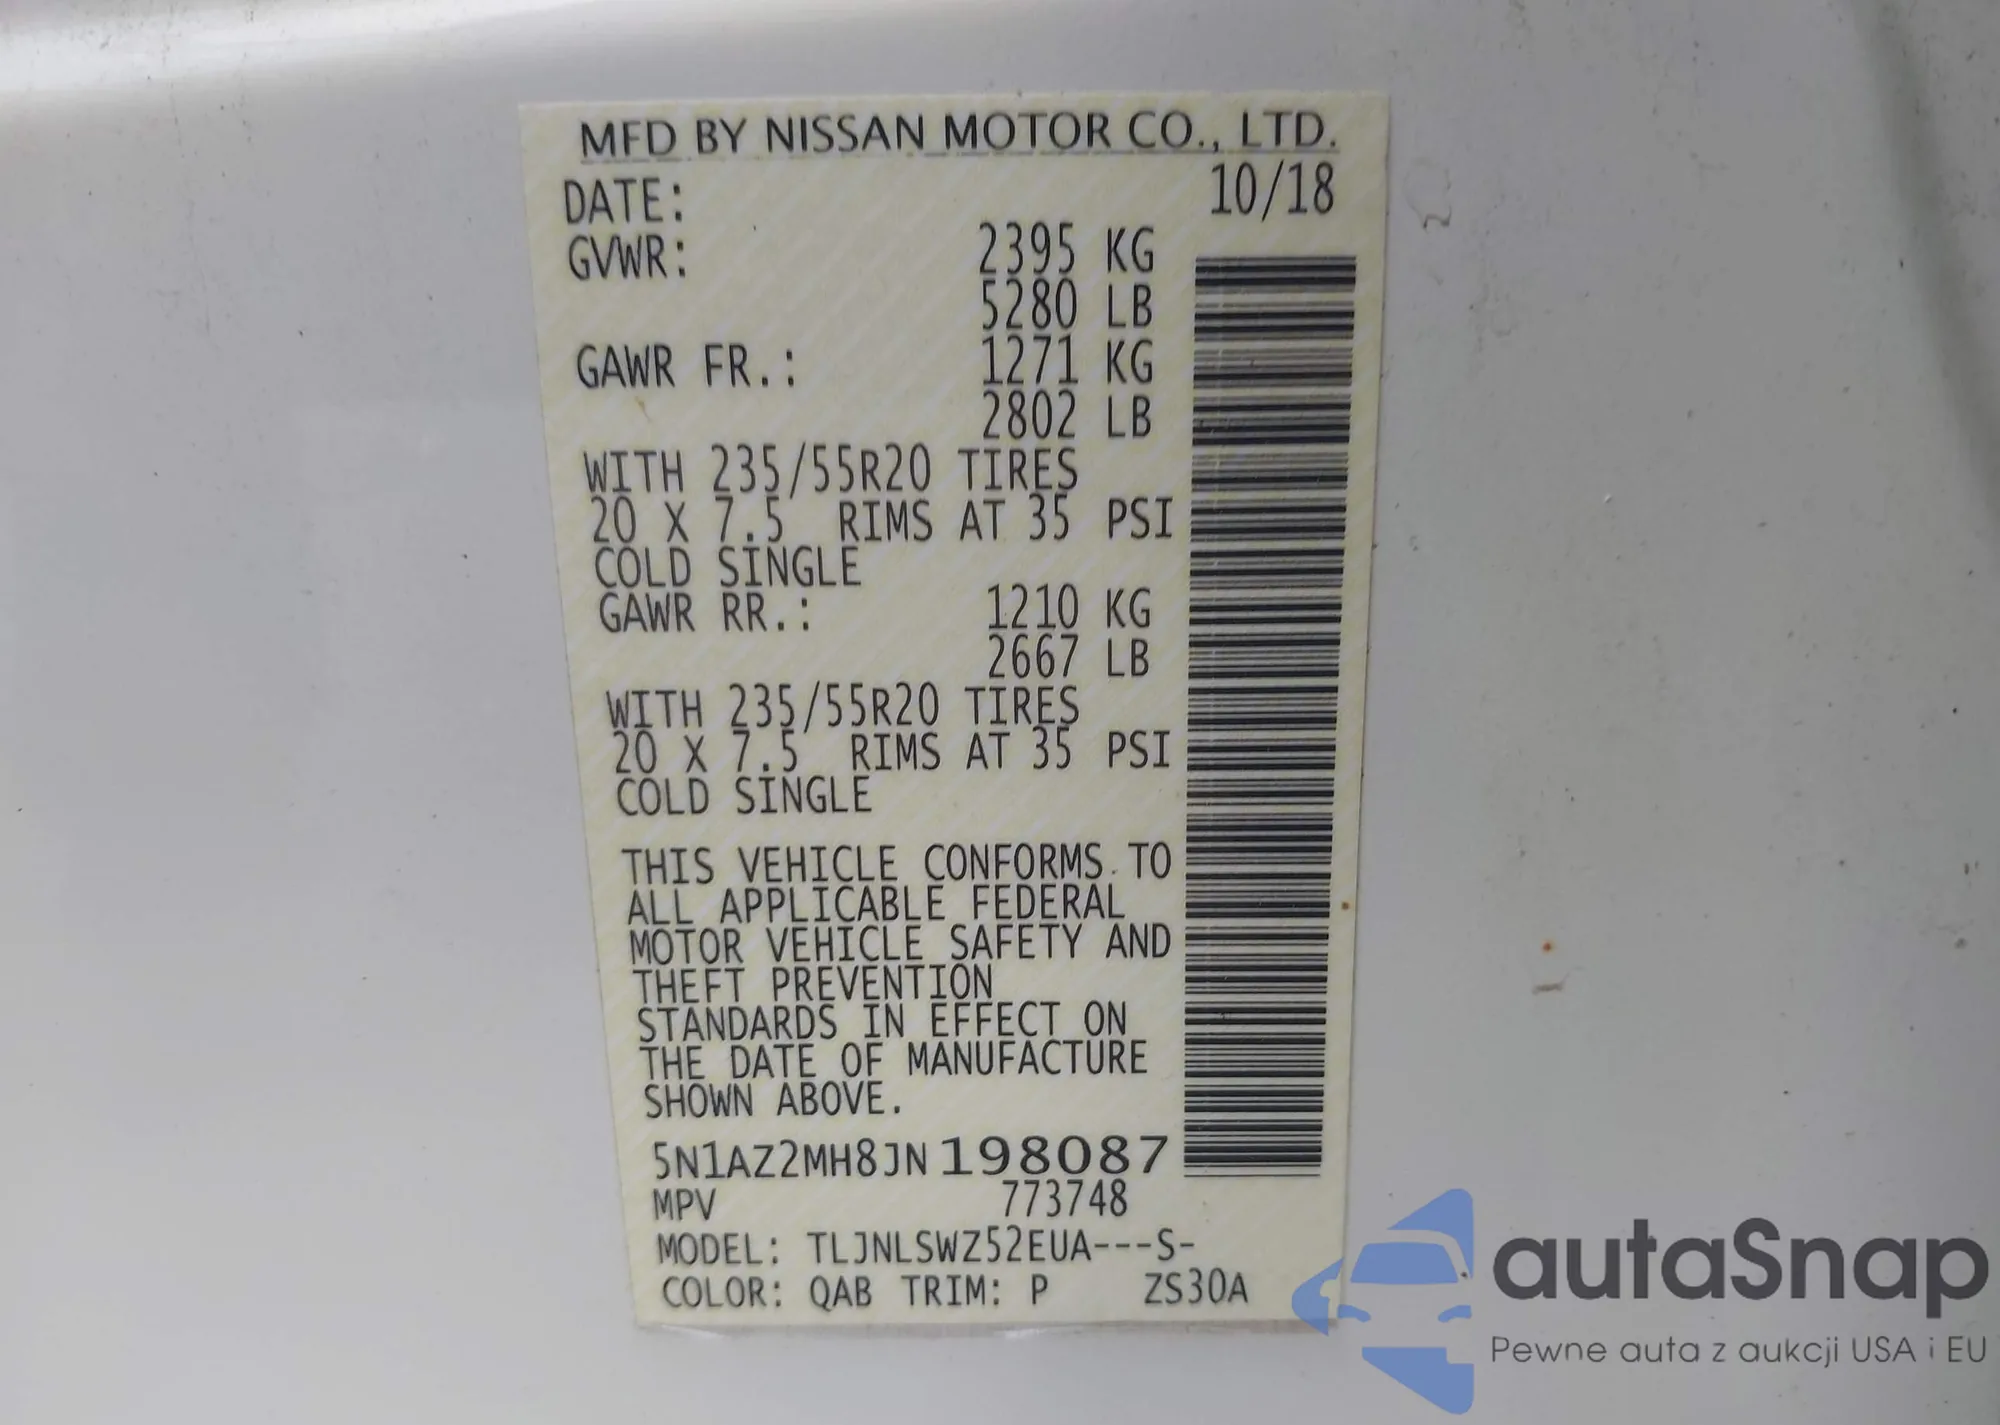 MFD BY NISSAN MOTOR CO., LTD.
DATE: 10/18
GVWR: 2395 KG
5280 LB
GAWR FR.: 1271 KG
2802 LB
WITH 235/55R20 TIRES
20 X 7.5 RIMS AT 35 PSI
COLD SINGLE
GAWR RR.: 1210 KG
2667 LB
WITH 235/55R20 TIRES
20 X 7.5 RIMS AT 35 PSI
COLD SINGLE
THIS VEHICLE CONFORMS TO
ALL APPLICABLE FEDERAL
MOTOR VEHICLE SAFETY AND
THEFT PREVENTION
STANDARDS IN EFFECT ON
THE DATE OF MANUFACTURE
SHOWN ABOVE.
5N1AZ2MH8JN198087
MPV 773748
MODEL: TLJNLSWZ52EUA---S-
COLOR: QAB TRIM: P ZS30A
autaSnap
Pewne auta z aukcji USA i EU